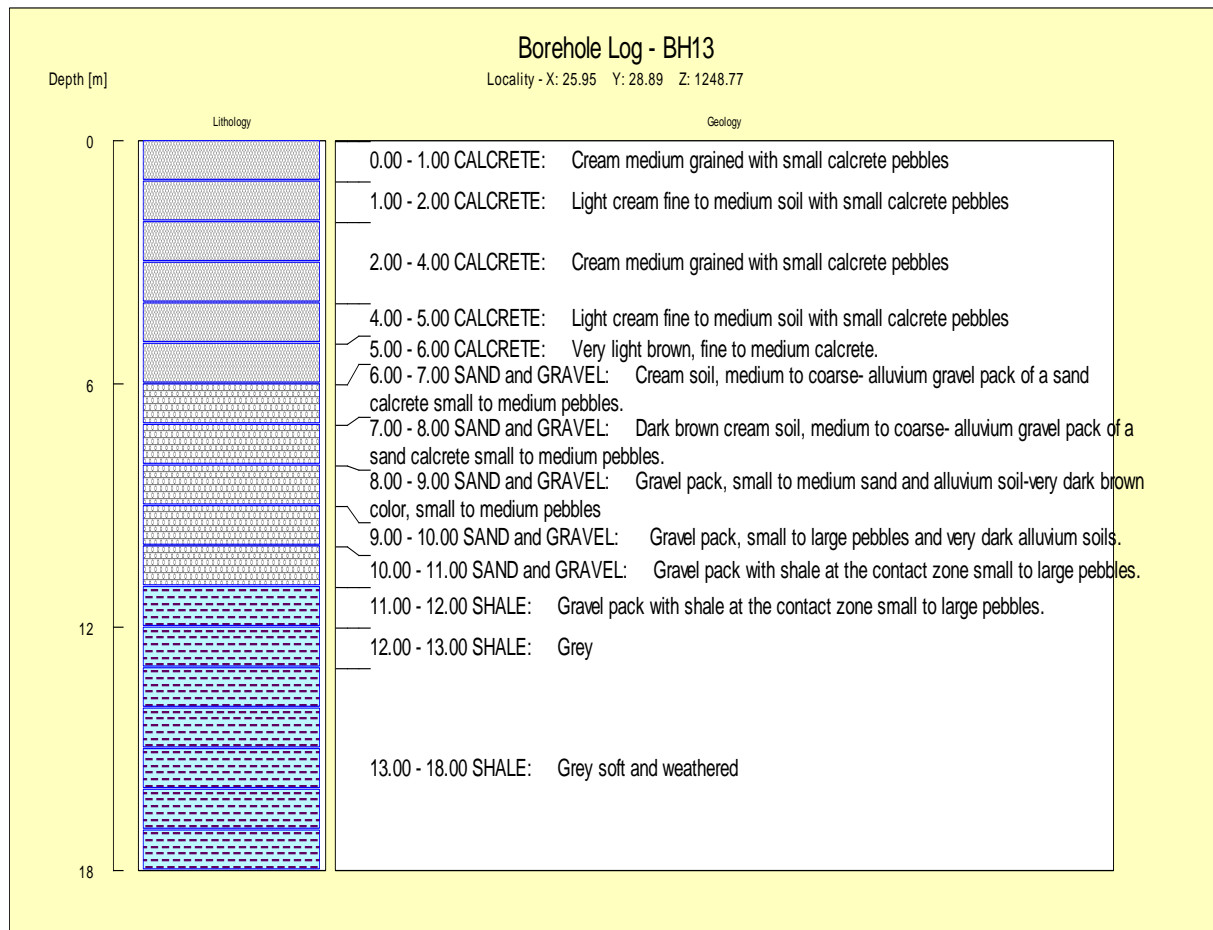 Borehole Log - BH13
Depth [m]
Locality - X: 25.95 Y: 28.89 Z: 1248.77
Lithology
Geology
0
0.00 - 1.00 CALCRETE: Cream medium grained with small calcrete pebbles
1.00 - 2.00 CALCRETE: Light cream fine to medium soil with small calcrete pebbles
2.00 - 4.00 CALCRETE: Cream medium grained with small calcrete pebbles
4.00 - 5.00 CALCRETE: Light cream fine to medium soil with small calcrete pebbles
5.00 - 6.00 CALCRETE: Very light brown, fine to medium calcrete.
6
6.00 - 7.00 SAND and GRAVEL: Cream soil, medium to coarse- alluvium gravel pack of a sand
calcrete small to medium pebbles.
7.00 - 8.00 SAND and GRAVEL: Dark brown cream soil, medium to coarse- alluvium gravel pack of a
sand calcrete small to medium pebbles.
8.00 - 9.00 SAND and GRAVEL: Gravel pack, small to medium sand and alluvium soil-very dark brown
color, small to medium pebbles
9.00 - 10.00 SAND and GRAVEL: Gravel pack, small to large pebbles and very dark alluvium soils.
10.00 - 11.00 SAND and GRAVEL: Gravel pack with shale at the contact zone small to large pebbles.
11.00 - 12.00 SHALE: Gravel pack with shale at the contact zone small to large pebbles.
12
12.00 - 13.00 SHALE: Grey
13.00 - 18.00 SHALE: Grey soft and weathered
18